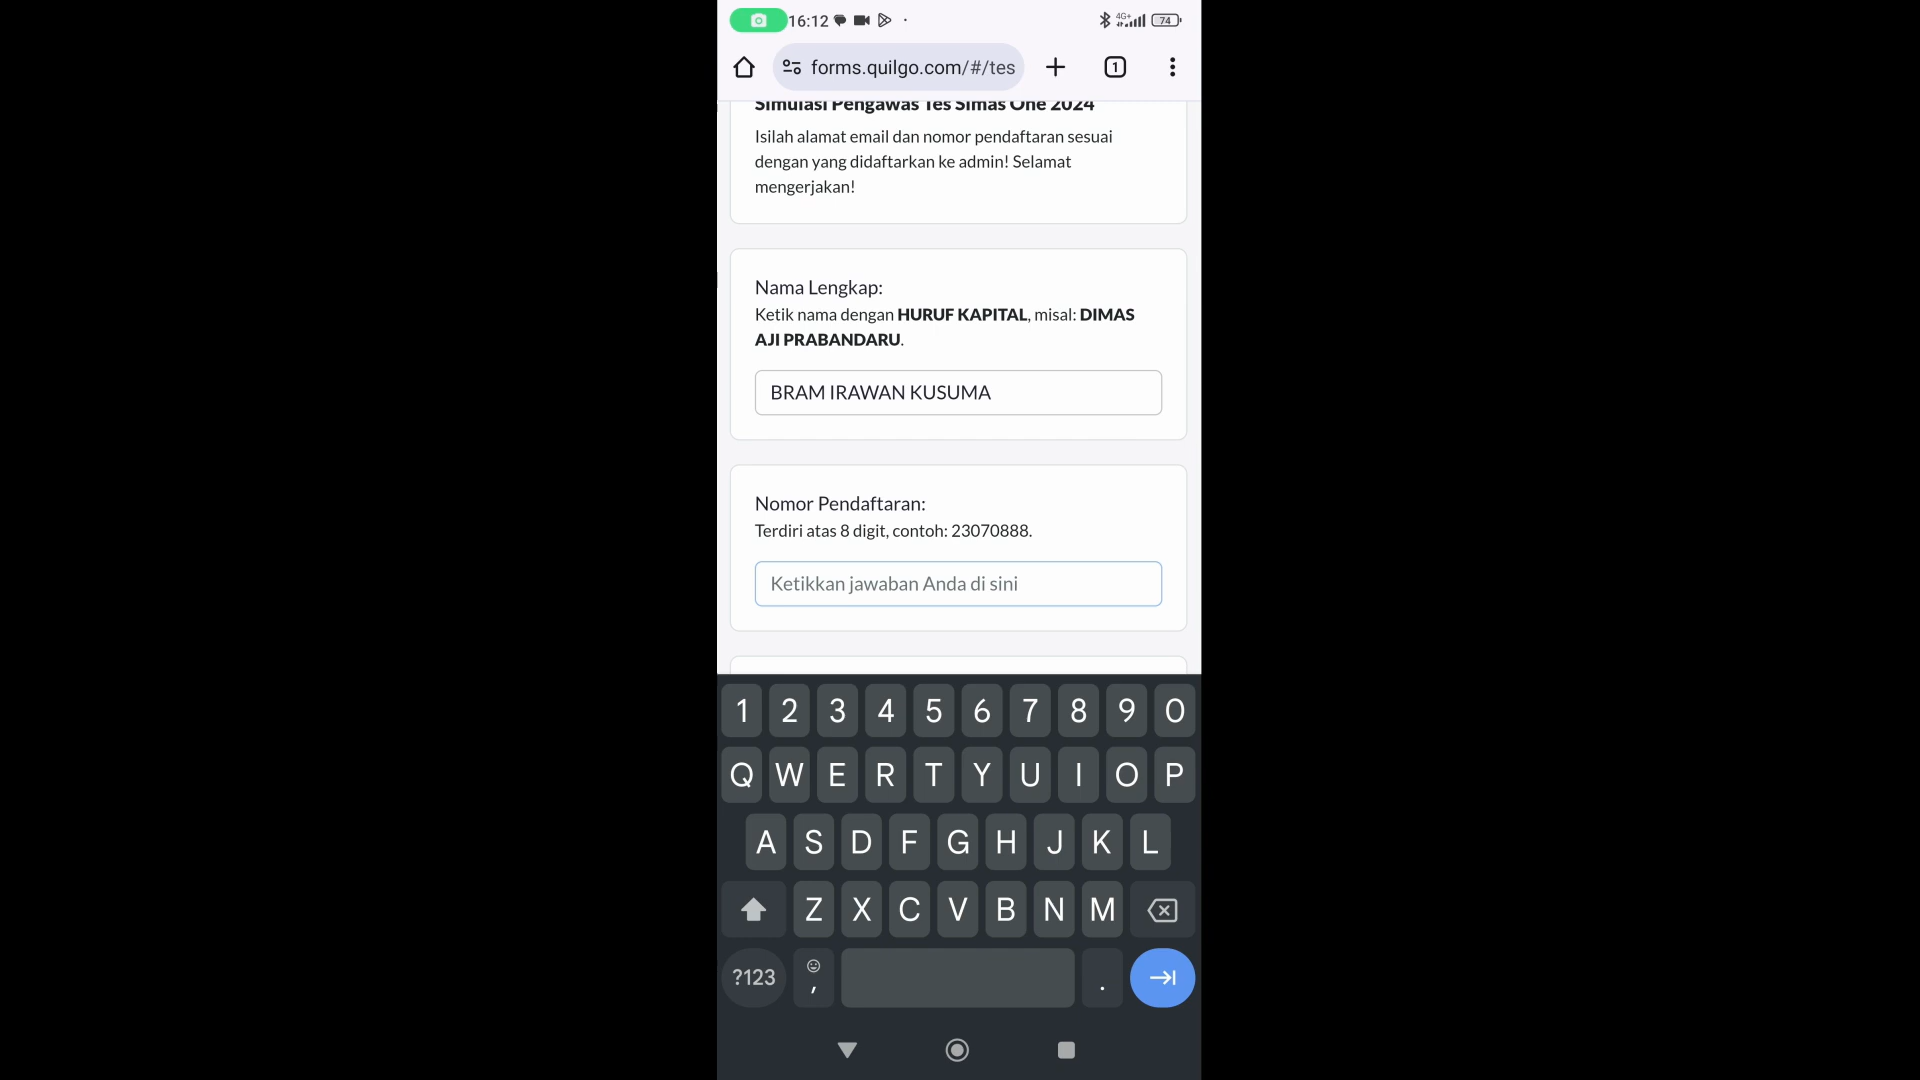 16:12
4G+
74
forms.quilgo.com/#/tes
1
Simulasi Pengawas Tes Simas One 2024
Isilah alamat email dan nomor pendaftaran sesuai
dengan yang didaftarkan ke admin! Selamat
mengerjakan!
Nama Lengkap:
Ketik nama dengan HURUF KAPITAL, misal: DIMAS
AJI PRABANDARU.
BRAM IRAWAN KUSUMA
Nomor Pendaftaran:
Terdiri atas 8 digit, contoh: 23070888.
Ketikkan jawaban Anda di sini
1 2 3 4 5 6 7 8 9 0
Q W E R T Y U I O P
A S D F G H J K L
Z X C V B N M
?123 , .